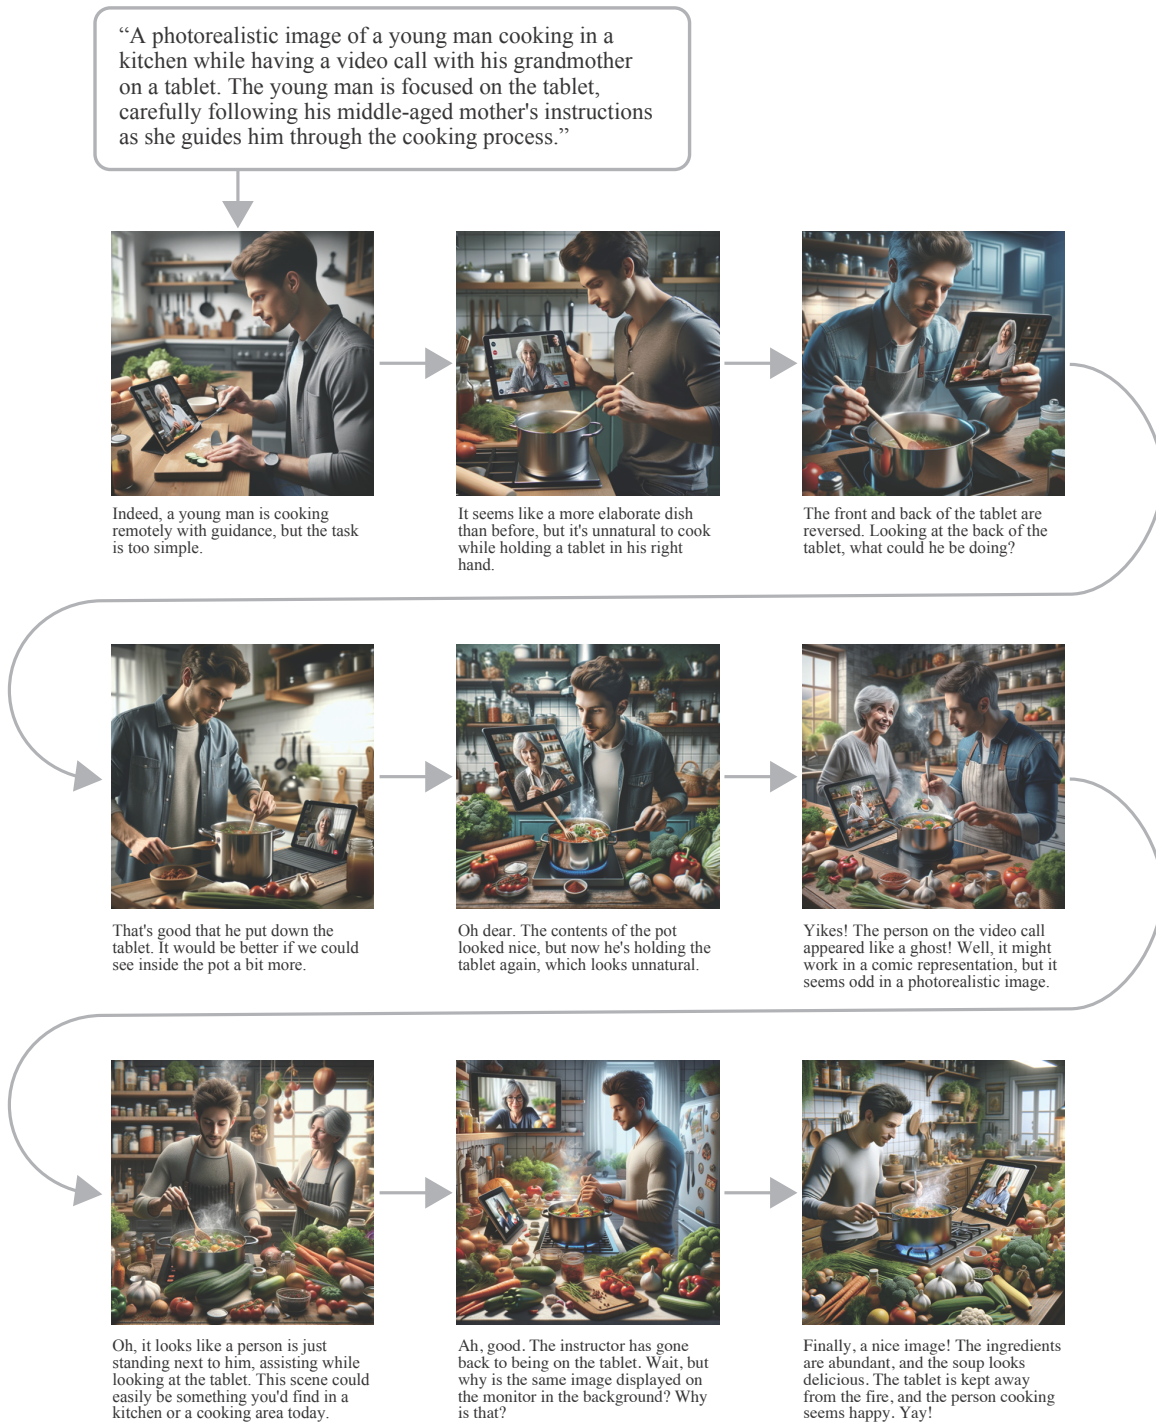 “A photorealistic image of a young man cooking in a
kitchen while having a video call with his grandmother
on a tablet. The young man is focused on the tablet,
carefully following his middle-aged mother's instructions
as she guides him through the cooking process.”
Indeed, a young man is cooking
remotely with guidance, but the task
is too simple.
It seems like a more elaborate dish
than before, but it's unnatural to cook
while holding a tablet in his right
hand.
The front and back of the tablet are
reversed. Looking at the back of the
tablet, what could he be doing?
That's good that he put down the
tablet. It would be better if we could
see inside the pot a bit more.
Oh dear. The contents of the pot
looked nice, but now he's holding the
tablet again, which looks unnatural.
Yikes! The person on the video call
appeared like a ghost! Well, it might
work in a comic representation, but it
seems odd in a photorealistic image.
Oh, it looks like a person is just
standing next to him, assisting while
looking at the tablet. This scene could
easily be something you'd find in a
kitchen or a cooking area today.
Ah, good. The instructor has gone
back to being on the tablet. Wait, but
why is the same image displayed on
the monitor in the background? Why
is that?
Finally, a nice image! The ingredients
are abundant, and the soup looks
delicious. The tablet is kept away
from the fire, and the person cooking
seems happy. Yay!